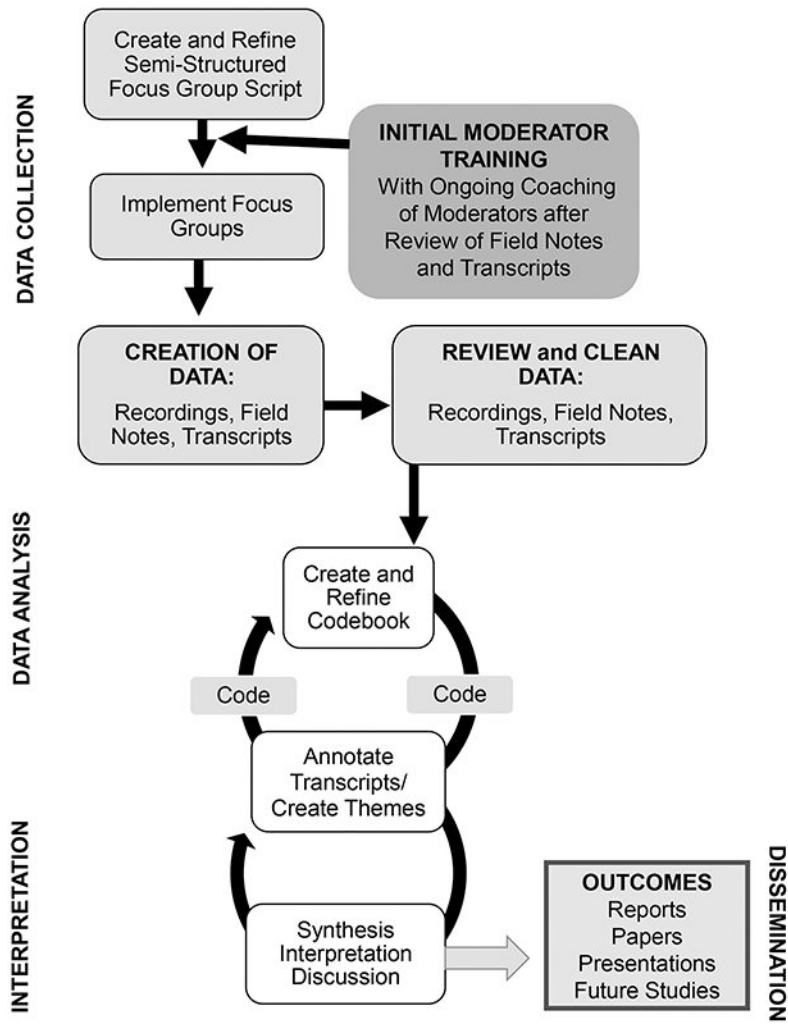 Create and Refine
Semi-Structured
Focus Group Script
DATA COLLECTION
INITIAL MODERATOR
TRAINING
With Ongoing Coaching
of Moderators after
Review of Field Notes
and Transcripts
Implement Focus
Groups
CREATION OF
DATA:
Recordings, Field
Notes, Transcripts
REVIEW and CLEAN
DATA:
Recordings, Field Notes,
Transcripts
DATA ANALYSIS
Create and
Refine
Codebook
Code
Code
Annotate
Transcripts/
Create Themes
INTERPRETATION
Synthesis
Interpretation
Discussion
OUTCOMES
Reports
Papers
Presentations
Future Studies
DISSEMINATION